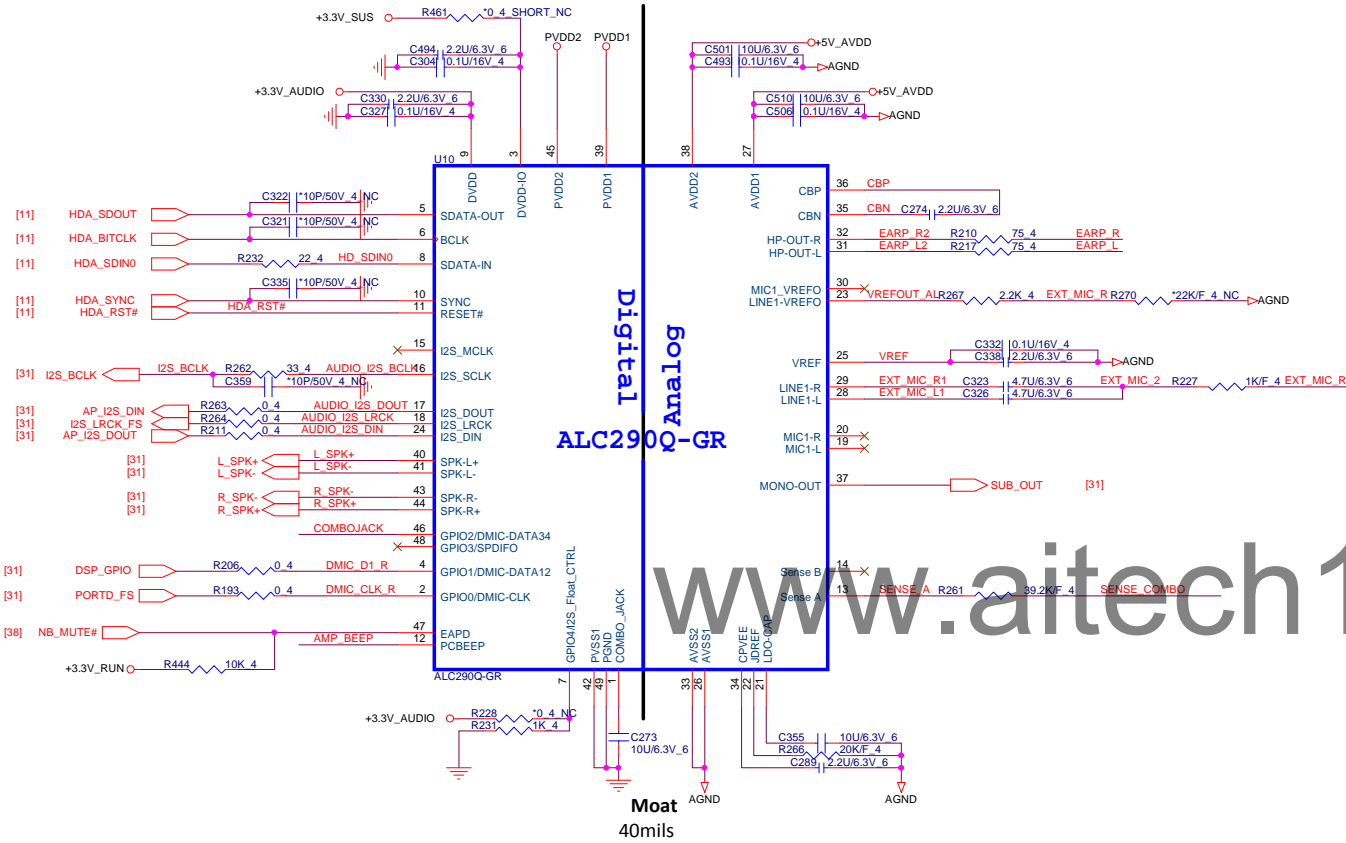 +3.3V_SUS
R461
*0_4_SHORT_NC
C494
2.2U/6.3V_6
C304
0.1U/16V_4
PVDD2
PVDD1
C501
10U/6.3V_6
+5V_AVDD
C493
0.1U/16V_4
AGND
+3.3V_AUDIO
C330
2.2U/6.3V_6
C327
0.1U/16V_4
C510
10U/6.3V_6
+5V_AVDD
C506
0.1U/16V_4
AGND
9
3
45
39
38
27
U10
DVDD
DVDD-IO
PVDD2
PVDD1
AVDD2
AVDD1
C322
*10P/50V_4_NC
[11] HDA_SDOUT
5
SDATA-OUT
C321
*10P/50V_4_NC
[11] HDA_BITCLK
6
BCLK
[11] HDA_SDIN0
R232
22_4
HD_SDIN0
8
SDATA-IN
C335
*10P/50V_4_NC
[11] HDA_SYNC
10
SYNC
[11] HDA_RST#
HDA_RST#
11
RESET#
15
I2S_MCLK
[31] I2S_BCLK
I2S_BCLK
R262
33_4
AUDIO_I2S_BCLK
16
I2S_SCLK
C359
*10P/50V_4_NC
[31] AP_I2S_DIN
R263
0_4
AUDIO_I2S_DOUT
17
I2S_DOUT
[31] I2S_LRCK_FS
R264
0_4
AUDIO_I2S_LRCK
18
I2S_LRCK
[31] AP_I2S_DOUT
R211
0_4
AUDIO_I2S_DIN
24
I2S_DIN
[31] L_SPK+
L_SPK+
40
SPK-L+
[31] L_SPK-
L_SPK-
41
SPK-L-
[31] R_SPK-
R_SPK-
43
SPK-R-
[31] R_SPK+
R_SPK+
44
SPK-R+
COMBOJACK
46
GPIO2/DMIC-DATA34
48
GPIO3/SPDIFO
[31] DSP_GPIO
R206
0_4
DMIC_D1_R
4
GPIO1/DMIC-DATA12
[31] PORTD_FS
R193
0_4
DMIC_CLK_R
2
GPIO0/DMIC-CLK
[38] NB_MUTE#
47
EAPD
AMP_BEEP
12
PCBEEP
+3.3V_RUN
R444
10K_4
Digital
Analog
ALC290Q-GR
CBP
36
CBP
CBN
35
CBN
C274
2.2U/6.3V_6
HP-OUT-R
32
EARP_R2
R210
75_4
EARP_R
HP-OUT-L
31
EARP_L2
R217
75_4
EARP_L
MIC1_VREFO
30
LINE1-VREFO
23
VREFOUT_AL
R267
2.2K_4
EXT_MIC_R
R270
*22K/F_4_NC
AGND
VREF
25
VREF
C332
0.1U/16V_4
C338
2.2U/6.3V_6
AGND
LINE1-R
29
EXT_MIC_R1
C323
4.7U/6.3V_6
EXT_MIC_2
R227
1K/F_4
EXT_MIC_R
LINE1-L
28
EXT_MIC_L1
C326
4.7U/6.3V_6
MIC1-R
20
MIC1-L
19
MONO-OUT
37
SUB_OUT
[31]
Sense B
14
Sense A
13
SENSE_A
R261
39.2K/F_4
SENSE_COMBO
www.aitech1
GPIO4/I2S_Float_CTRL
PVSS1
PGND
COMBO_JACK
AVSS2
AVSS1
CPVEE
JDREF
LDO-CAP
ALC290Q-GR
7
42
49
1
33
26
34
22
21
+3.3V_AUDIO
R228
*0_4_NC
R231
1K_4
C273
10U/6.3V_6
C355
10U/6.3V_6
R266
20K/F_4
C289
2.2U/6.3V_6
AGND
AGND
Moat
40mils